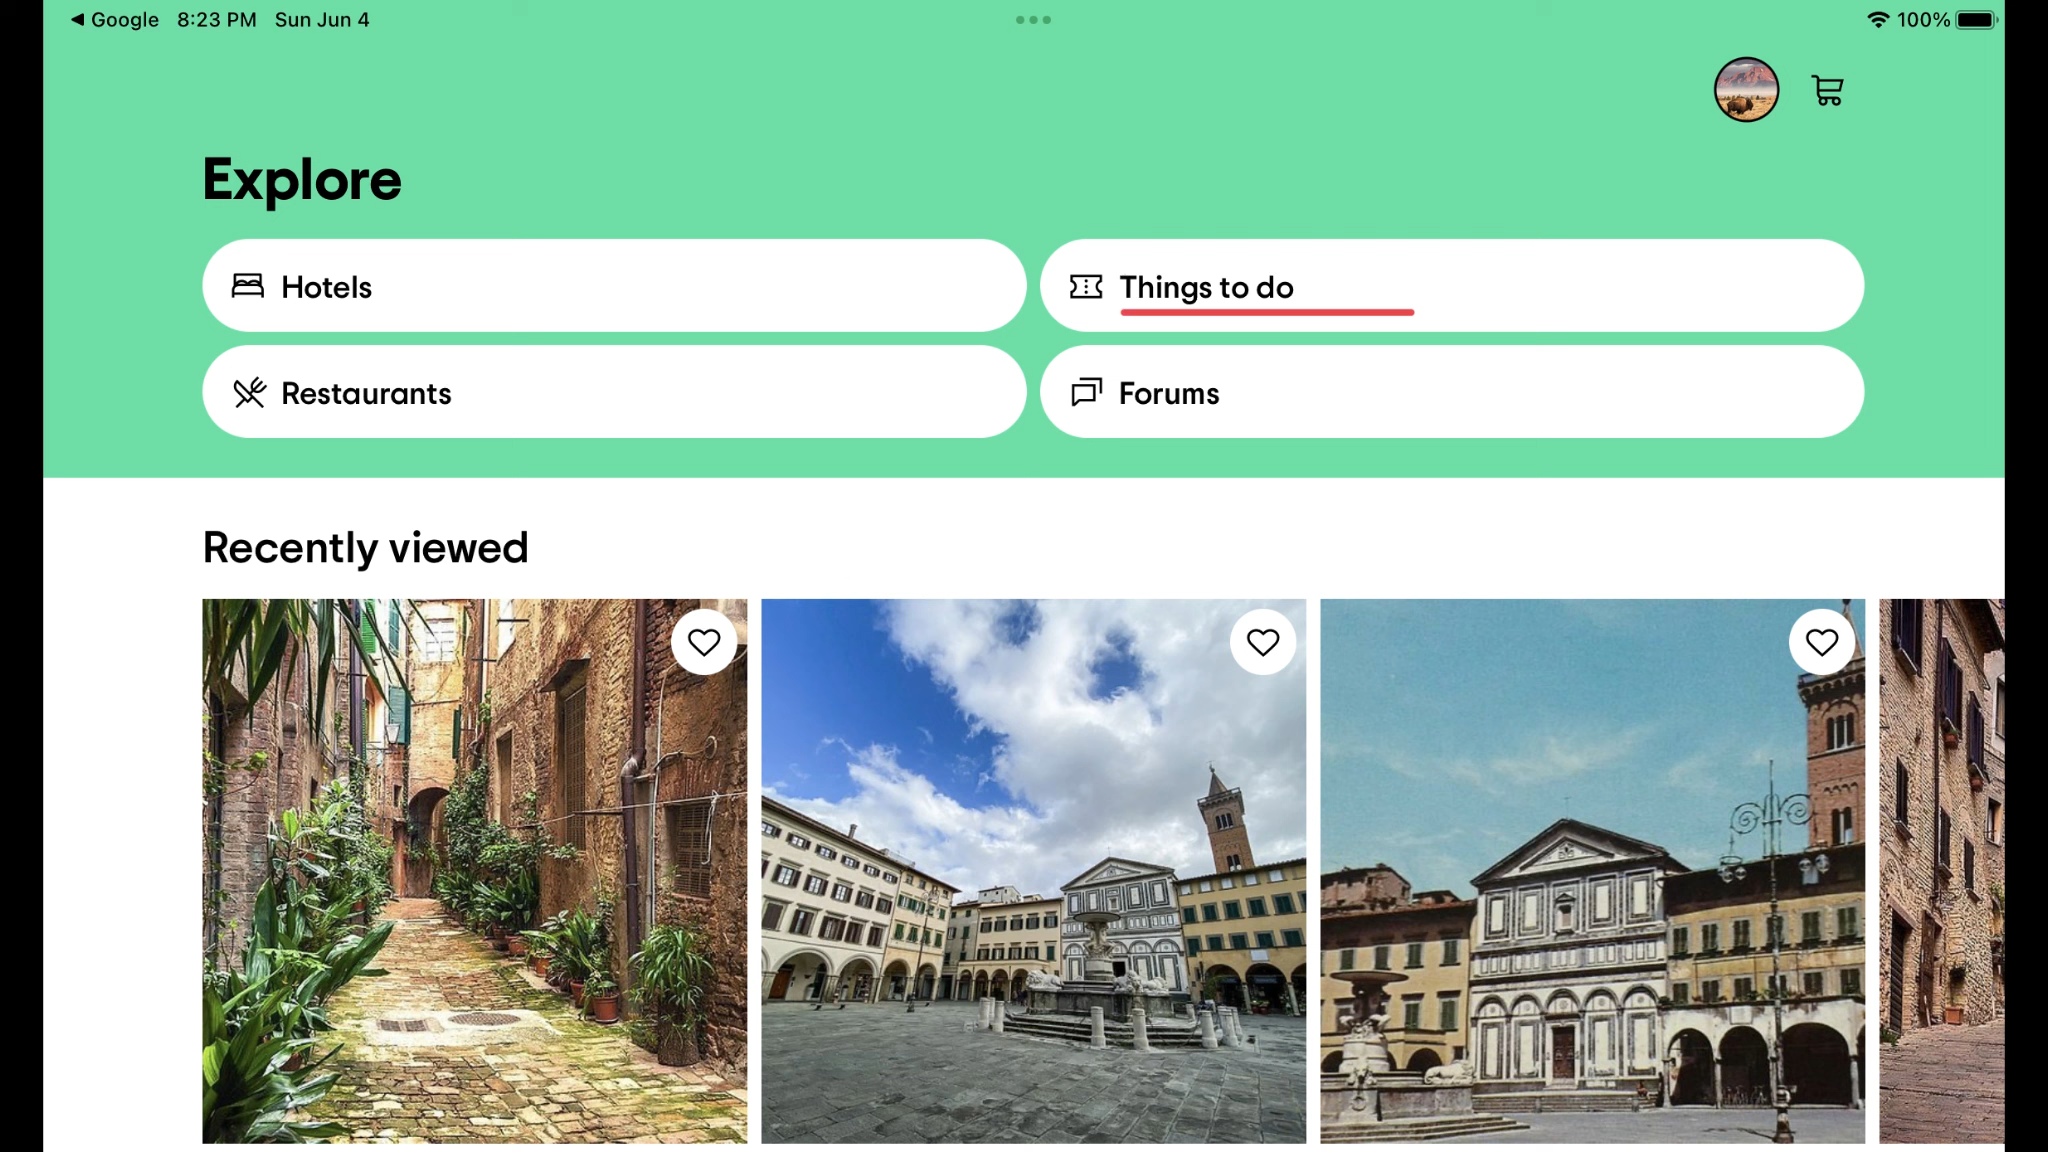 ◀ Google 8:23 PM Sun Jun 4 100%
Explore
Hotels
Things to do
Restaurants
Forums
Recently viewed